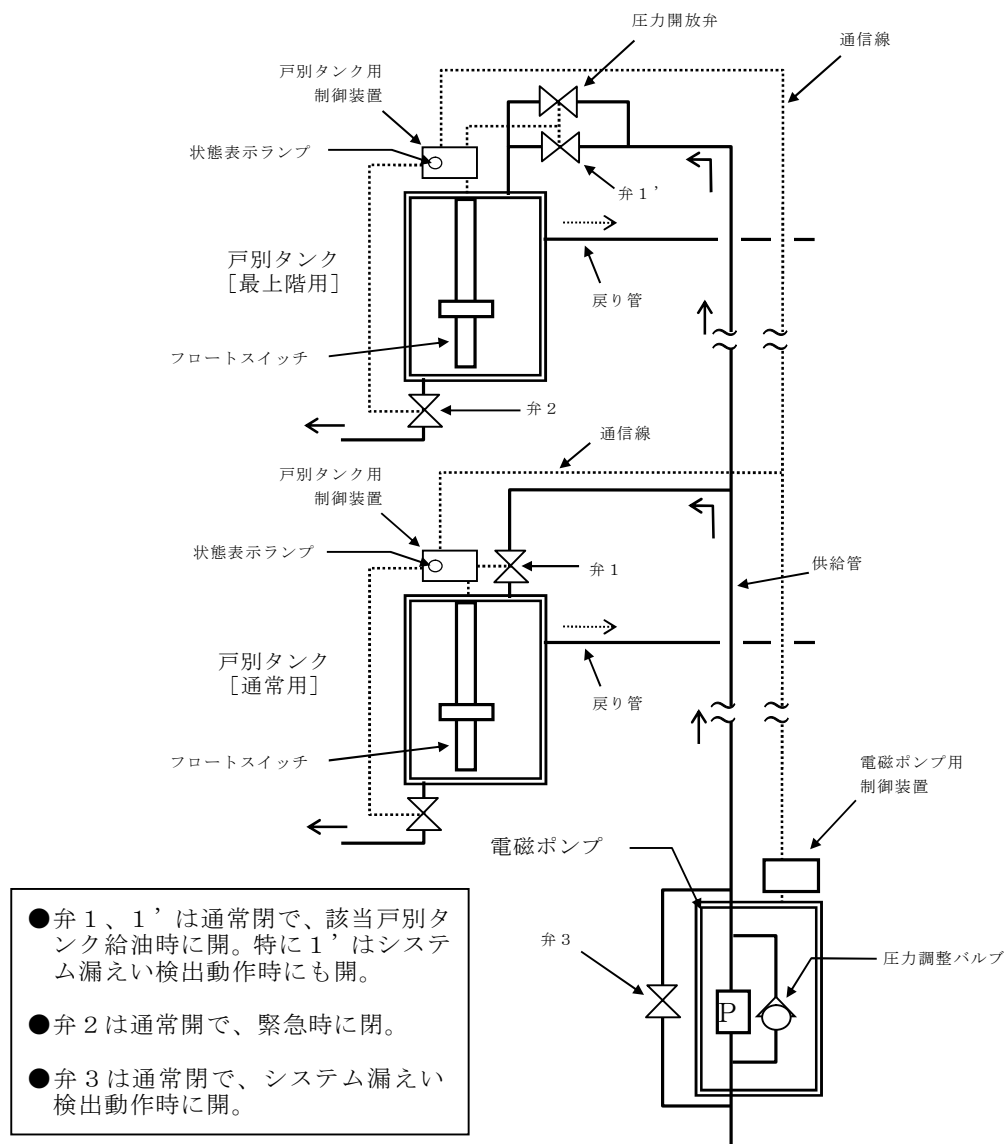 圧力開放弁
通信線
戸別タンク用
制御装置
状態表示ランプ
弁1’
戸別タンク
［最上階用］
戻り管
フロートスイッチ
弁2
通信線
戸別タンク用
制御装置
状態表示ランプ
弁1
供給管
戸別タンク
［通常用］
戻り管
フロートスイッチ
電磁ポンプ用
制御装置
電磁ポンプ
弁3
P
圧力調整バルブ
●弁1、1’は通常閉で、該当戸別タ
ンク給油時に開。特に1’はシステ
ム漏えい検出動作時にも開。
●弁2は通常開で、緊急時に閉。
●弁3は通常閉で、システム漏えい
検出動作時に開。